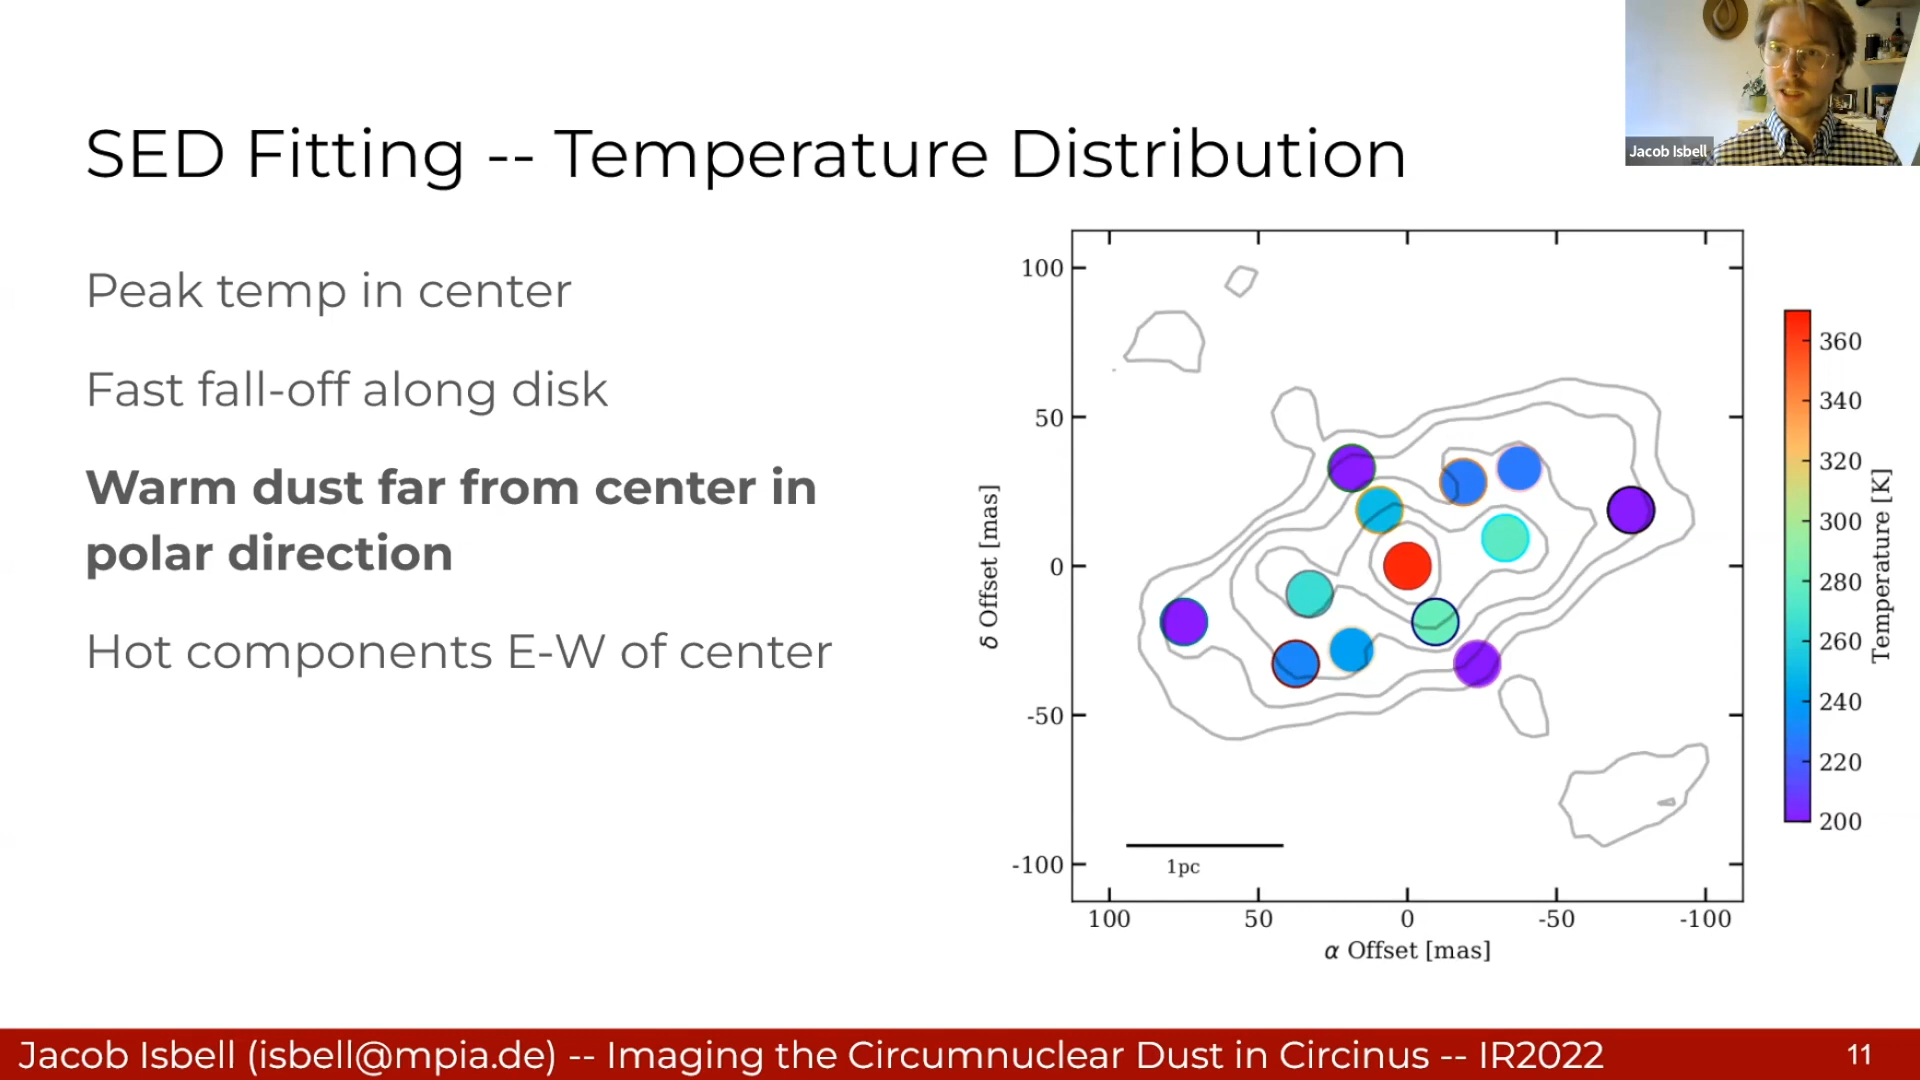 SED Fitting -- Temperature Distribution
Jacob Isbell
Peak temp in center
Fast fall-off along disk
Warm dust far from center in
polar direction
Hot components E-W of center
100
50
0
-50
-100
δ Offset [mas]
1pc
100
50
0
-50
-100
α Offset [mas]
360
340
320
300
280
260
240
220
200
Temperature [K]
Jacob Isbell (isbell@mpia.de) -- Imaging the Circumnuclear Dust in Circinus -- IR2022
11